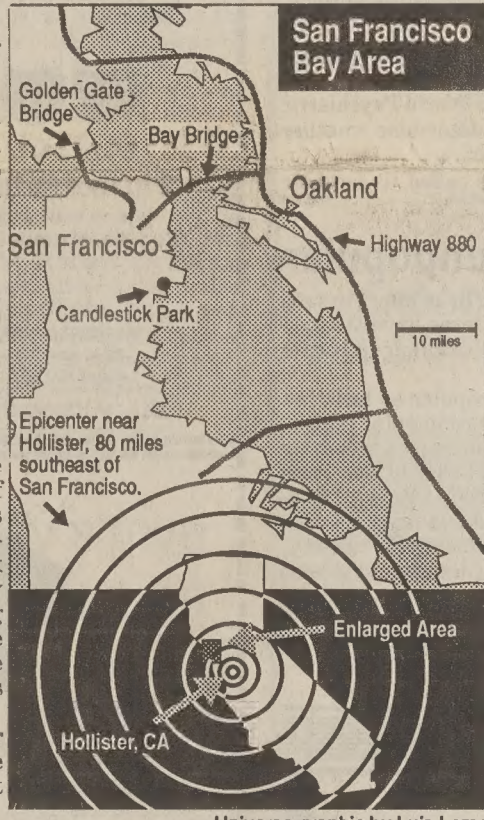 San Francisco
Bay Area
Golden Gate
Bridge
Bay Bridge
Oakland
San Francisco
Highway 880
Candlestick Park
10 miles
Epicenter near
Hollister, 80 miles
southeast of
San Francisco.
Enlarged Area
Hollister, CA